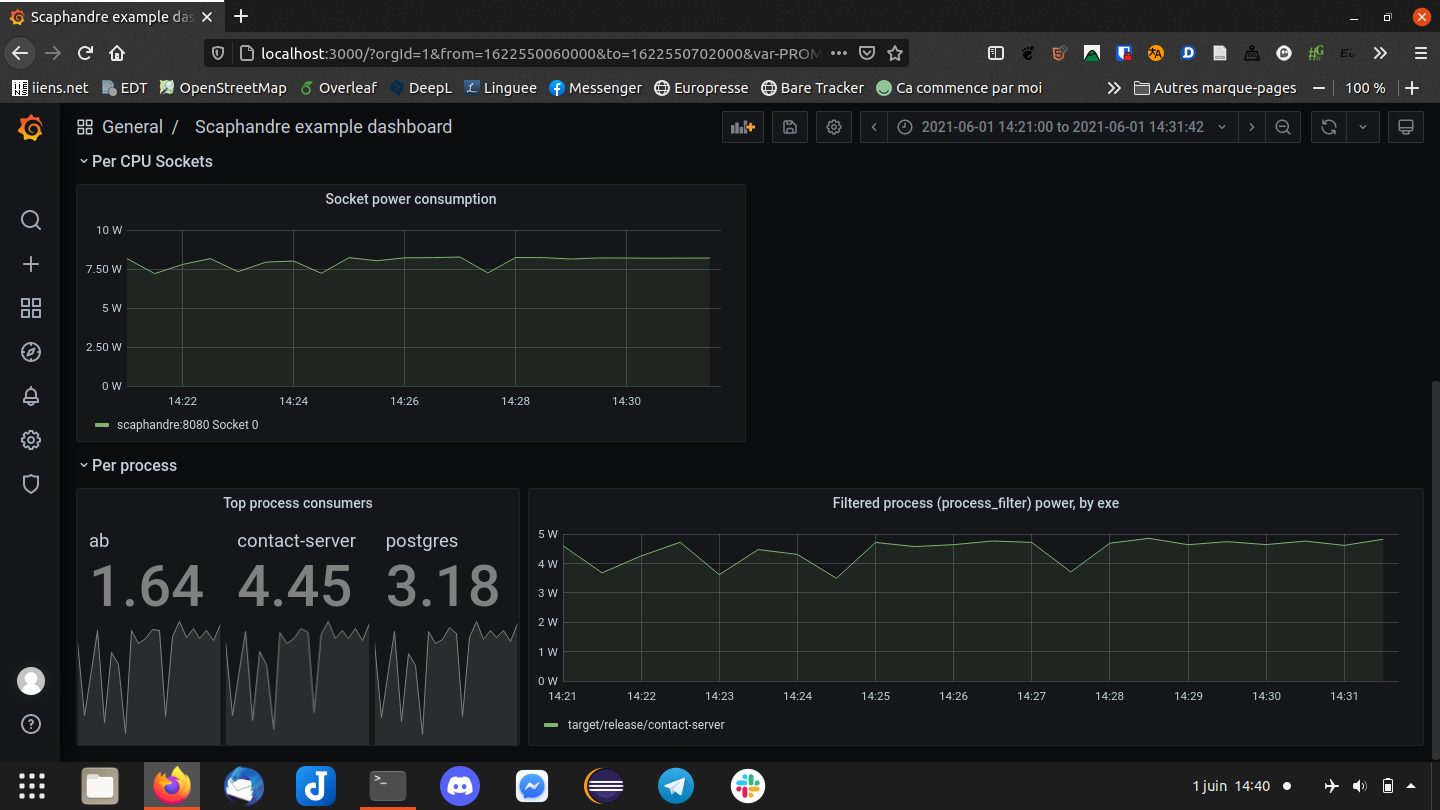 Scaphandre example das
localhost:3000/?orgId=1&from=1622550060000&to=1622550702000&var-PROM
iiens.net EDT OpenStreetMap Overleaf DeepL Linguee Messenger Europresse Bare Tracker Ca commence par moi Autres marque-pages 100 %
General / Scaphandre example dashboard 2021-06-01 14:21:00 to 2021-06-01 14:31:42
Per CPU Sockets
Socket power consumption
10 W
7.50 W
5 W
2.50 W
0 W
14:22 14:24 14:26 14:28 14:30
scaphandre:8080 Socket 0
Per process
Top process consumers
ab contact-server postgres
1.64 4.45 3.18
Filtered process (process_filter) power, by exe
5 W
4 W
3 W
2 W
1 W
0 W
14:21 14:22 14:23 14:24 14:25 14:26 14:27 14:28 14:29 14:30 14:31
target/release/contact-server
1 juin 14:40